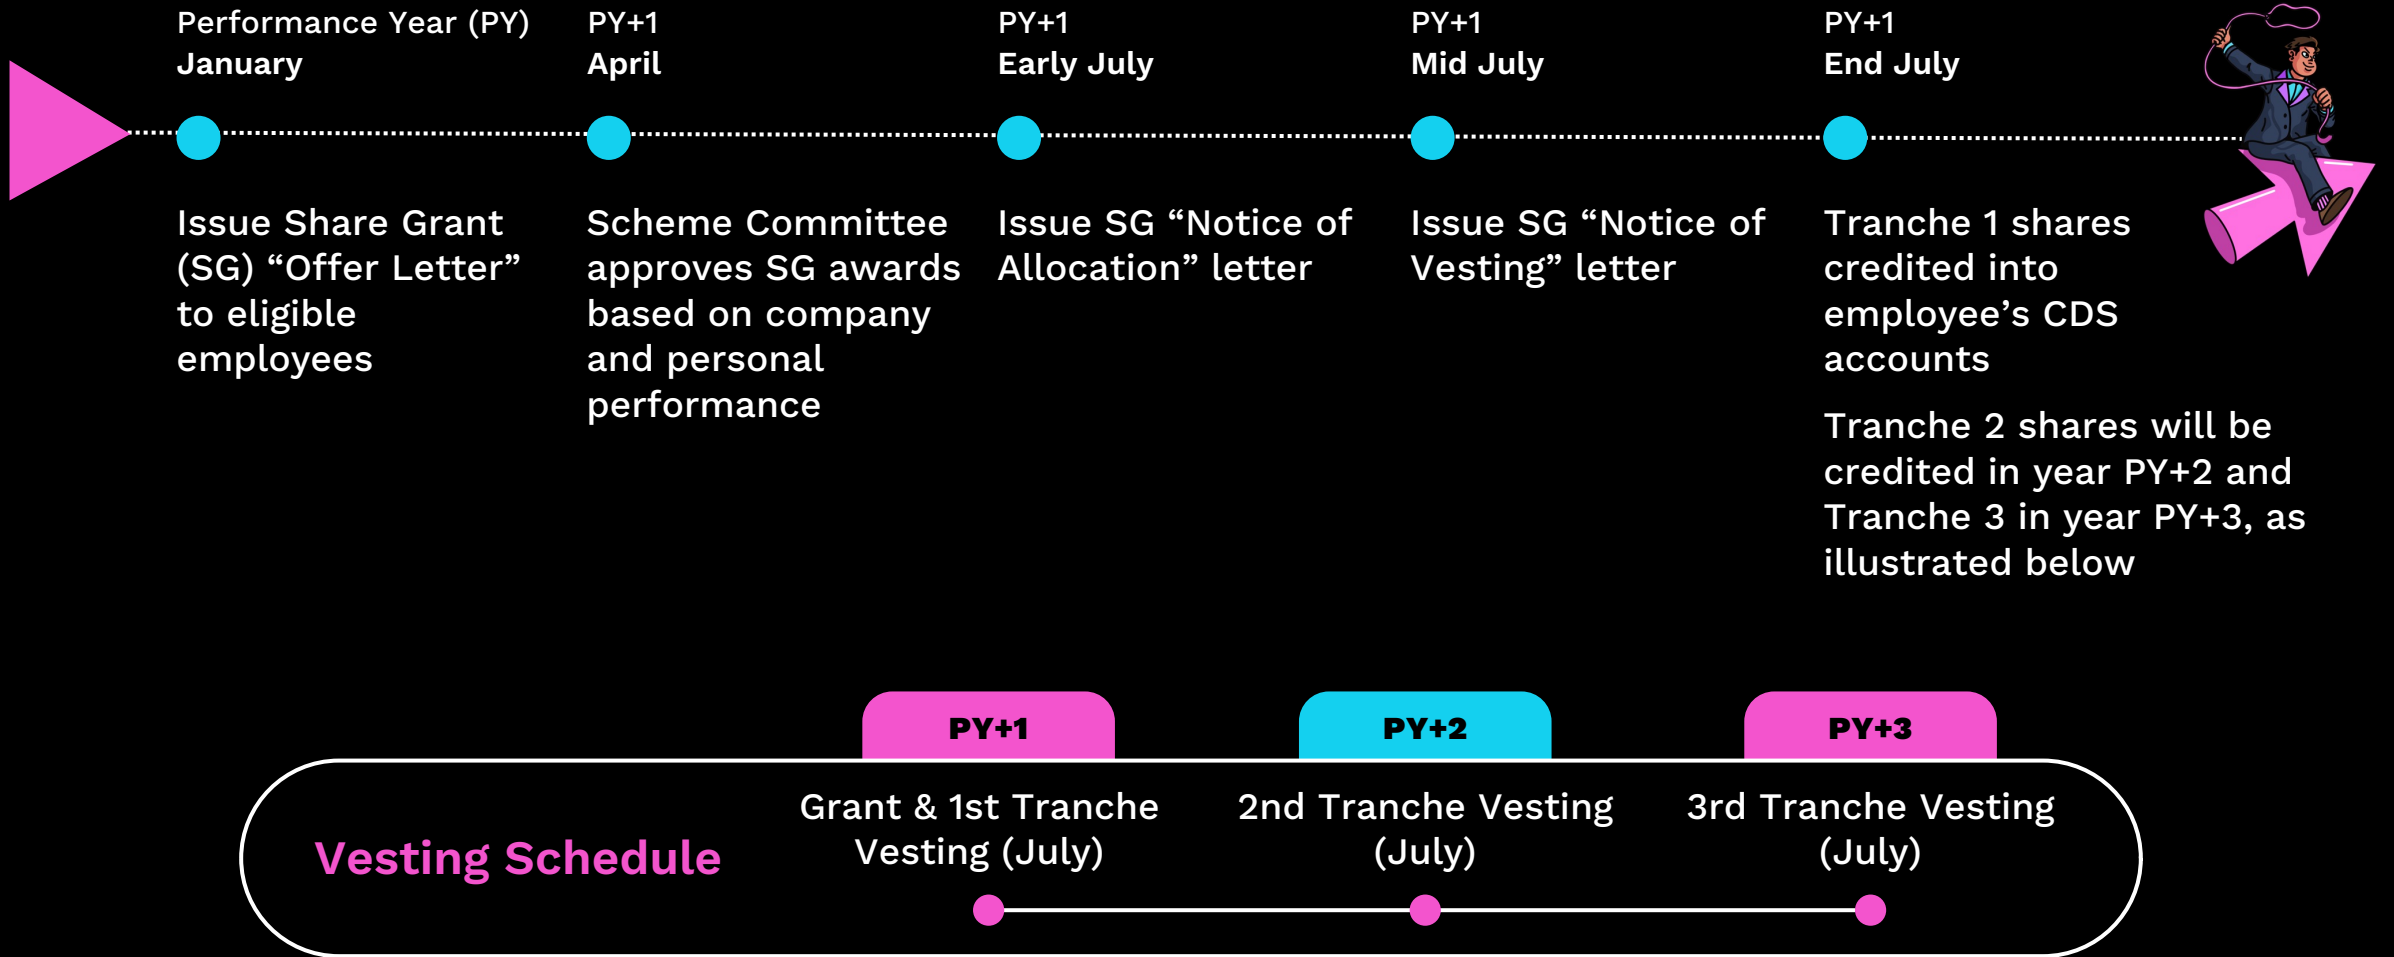 Performance Year (PY)
January
Issue Share Grant
(SG) “Offer Letter”
to eligible
employees
PY+1
April
Scheme Committee
approves SG awards
based on company
and personal
performance
PY+1
Early July
Issue SG “Notice of
Allocation” letter
PY+1
Mid July
Issue SG “Notice of
Vesting” letter
PY+1
End July
Tranche 1 shares
credited into
employee’s CDS
accounts
Tranche 2 shares will be
credited in year PY+2 and
Tranche 3 in year PY+3, as
illustrated below
Vesting Schedule
PY+1
Grant & 1st Tranche
Vesting (July)
PY+2
2nd Tranche Vesting
(July)
PY+3
3rd Tranche Vesting
(July)